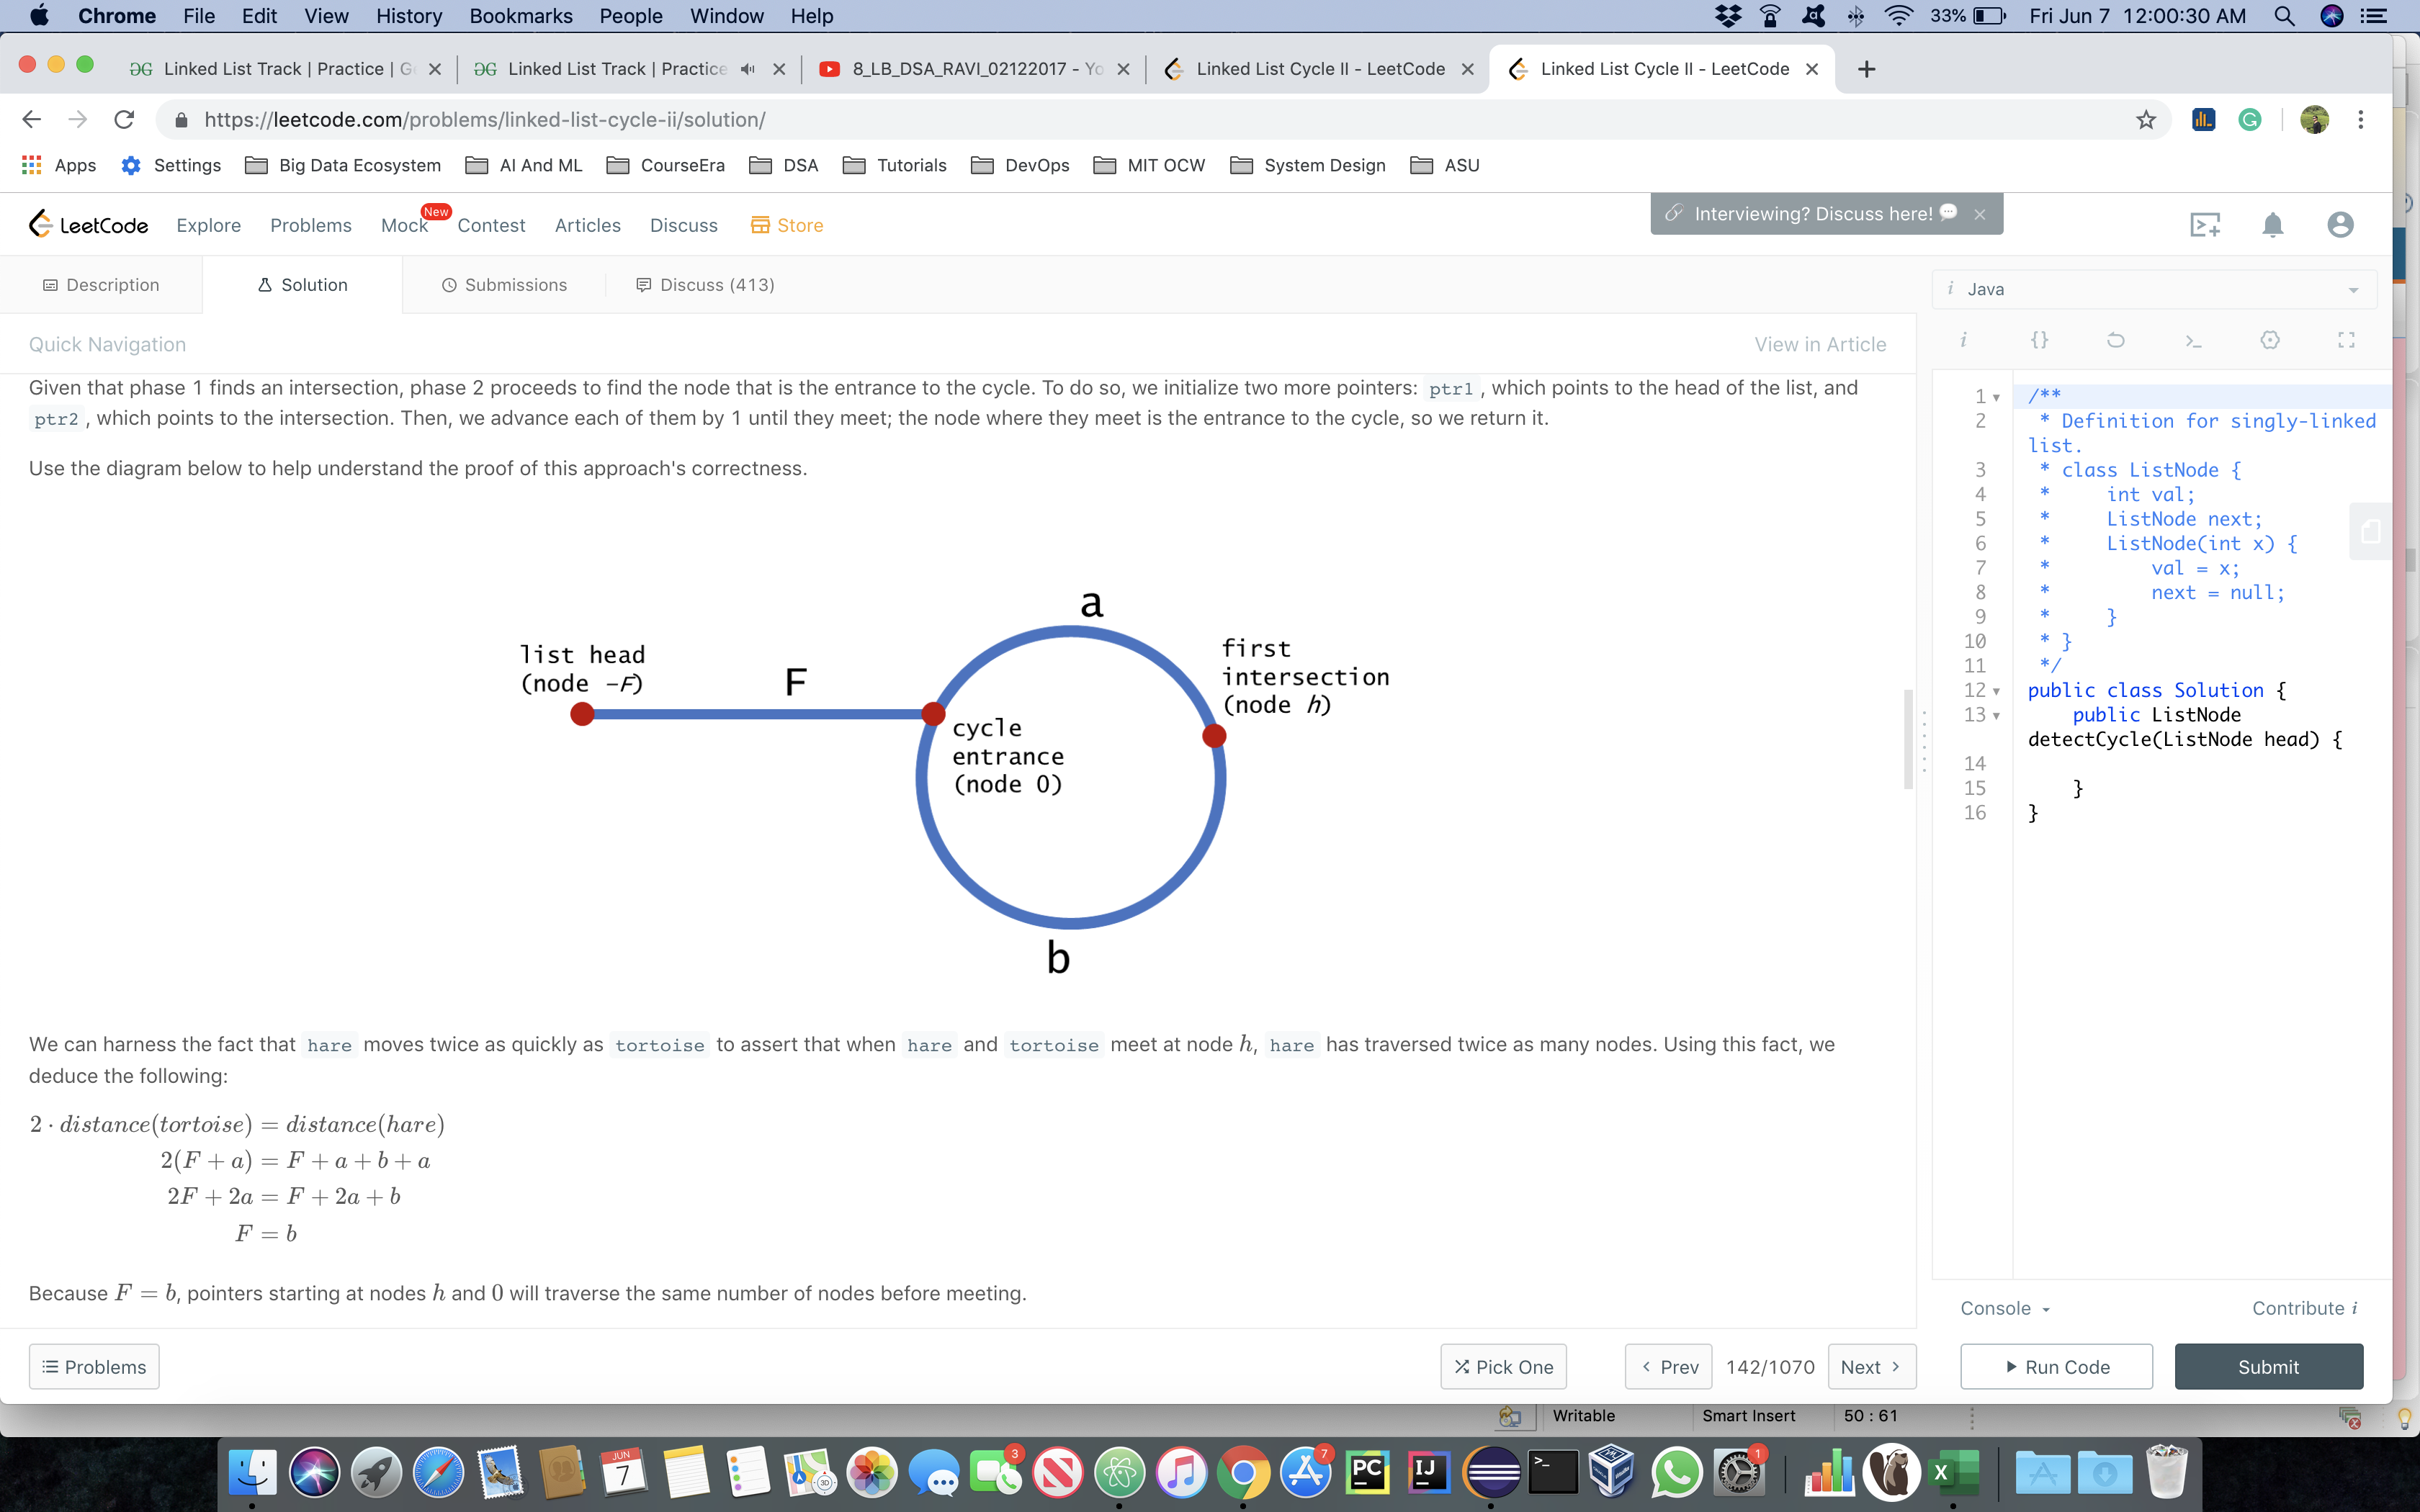 Chrome File Edit View History Bookmarks People Window Help 33% Fri Jun 7 12:00:30 AM
Linked List Track | Practice | G Linked List Track | Practice 8_LB_DSA_RAVI_02122017 - Yo Linked List Cycle II - LeetCode Linked List Cycle II - LeetCode
https://leetcode.com/problems/linked-list-cycle-ii/solution/
Apps Settings Big Data Ecosystem AI And ML CourseEra DSA Tutorials DevOps MIT OCW System Design ASU
LeetCode Explore Problems Mock New Contest Articles Discuss Store Interviewing? Discuss here!
Description Solution Submissions Discuss (413)
Quick Navigation View in Article
Given that phase 1 finds an intersection, phase 2 proceeds to find the node that is the entrance to the cycle. To do so, we initialize two more pointers: ptr1 , which points to the head of the list, and
ptr2 , which points to the intersection. Then, we advance each of them by 1 until they meet; the node where they meet is the entrance to the cycle, so we return it.
Use the diagram below to help understand the proof of this approach's correctness.
a
list head
(node -F)
F
first
intersection
(node h)
cycle
entrance
(node 0)
b
We can harness the fact that hare moves twice as quickly as tortoise to assert that when hare and tortoise meet at node h, hare has traversed twice as many nodes. Using this fact, we
deduce the following:
2 · distance(tortoise) = distance(hare)
2(F + a) = F + a + b + a
2F + 2a = F + 2a + b
F = b
Because F = b, pointers starting at nodes h and 0 will traverse the same number of nodes before meeting.
Problems Pick One Prev 142/1070 Next
i Java
i {}
1 /**
2 * Definition for singly-linked
list.
3 * class ListNode {
4 * int val;
5 * ListNode next;
6 * ListNode(int x) {
7 * val = x;
8 * next = null;
9 * }
10 * }
11 */
12 public class Solution {
13 public ListNode
detectCycle(ListNode head) {
14
15 }
16 }
Console Contribute i
Run Code Submit
Writable Smart Insert 50 : 61
JUN 7 3D 3 7 PC IJ >_ 1 X